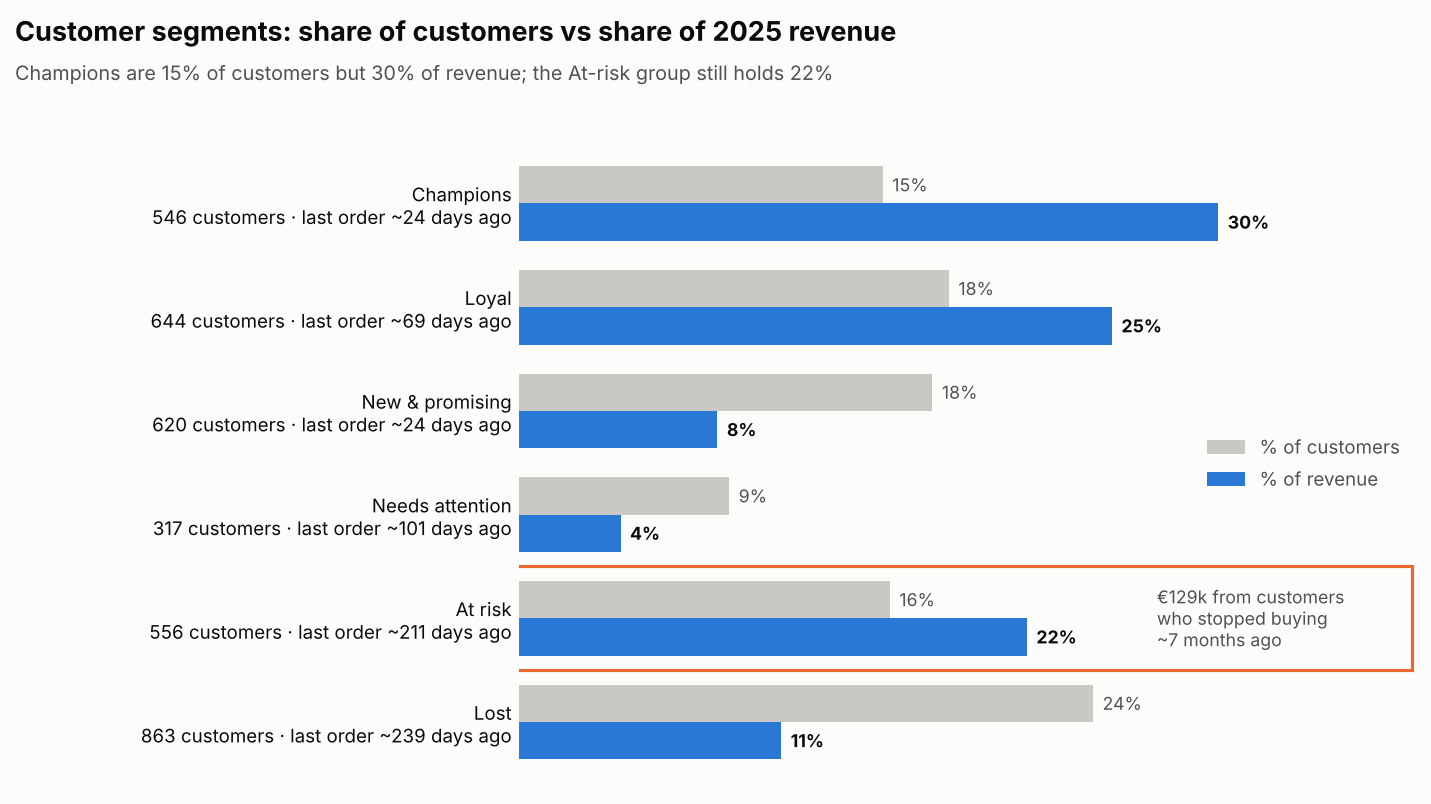 Customer segments: share of customers vs share of 2025 revenue
Champions are 15% of customers but 30% of revenue; the At-risk group still holds 22%
Champions
546 customers · last order ~24 days ago
15%
30%
Loyal
644 customers · last order ~69 days ago
18%
25%
New & promising
620 customers · last order ~24 days ago
18%
8%
% of customers
% of revenue
Needs attention
317 customers · last order ~101 days ago
9%
4%
At risk
556 customers · last order ~211 days ago
16%
22%
€129k from customers
who stopped buying
~7 months ago
Lost
863 customers · last order ~239 days ago
24%
11%